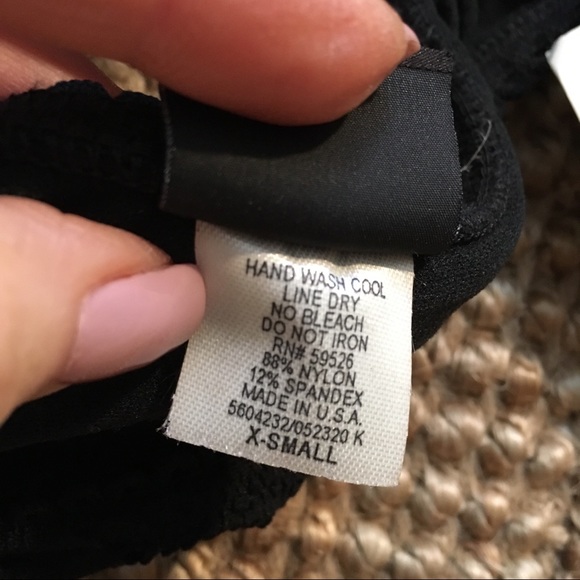 HAND WASH COOL
LINE DRY
NO BLEACH
DO NOT IRON
RN# 59526
88% NYLON
12% SPANDEX
MADE IN U.S.A.
5604232/052320 K
X-SMALL